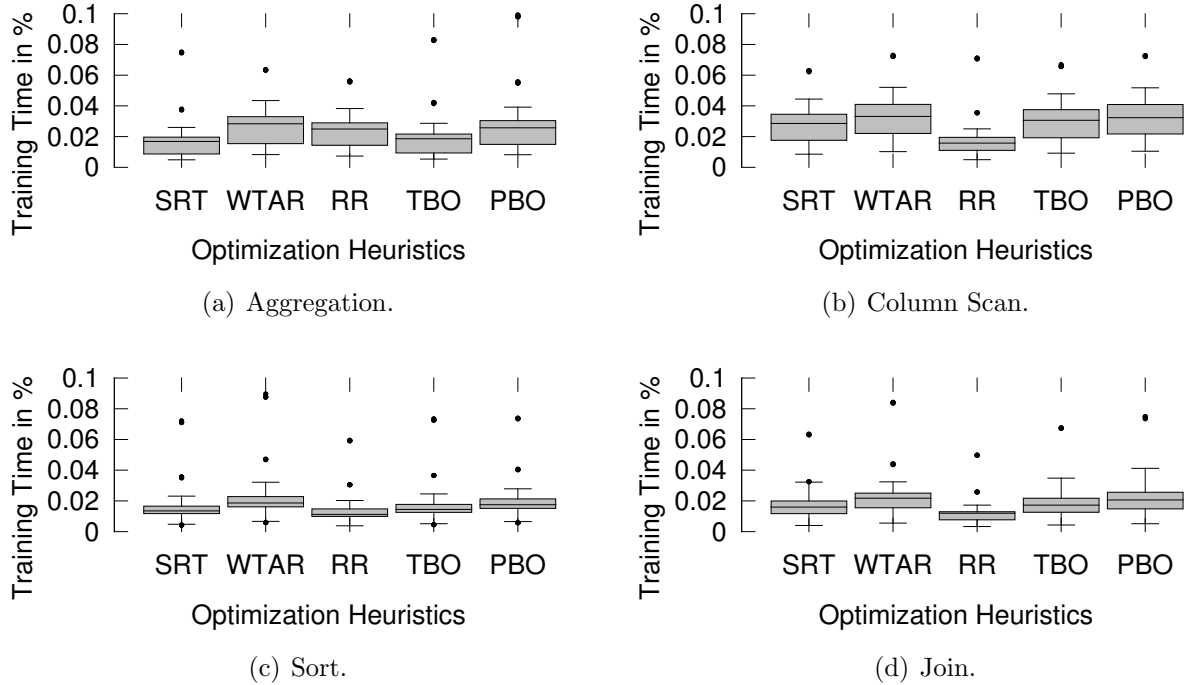 Training Time in %
0.1
0.08
0.06
0.04
0.02
0
SRT WTAR RR TBO PBO
Optimization Heuristics
(a) Aggregation.
Training Time in %
0.1
0.08
0.06
0.04
0.02
0
SRT WTAR RR TBO PBO
Optimization Heuristics
(b) Column Scan.
Training Time in %
0.1
0.08
0.06
0.04
0.02
0
SRT WTAR RR TBO PBO
Optimization Heuristics
(c) Sort.
Training Time in %
0.1
0.08
0.06
0.04
0.02
0
SRT WTAR RR TBO PBO
Optimization Heuristics
(d) Join.